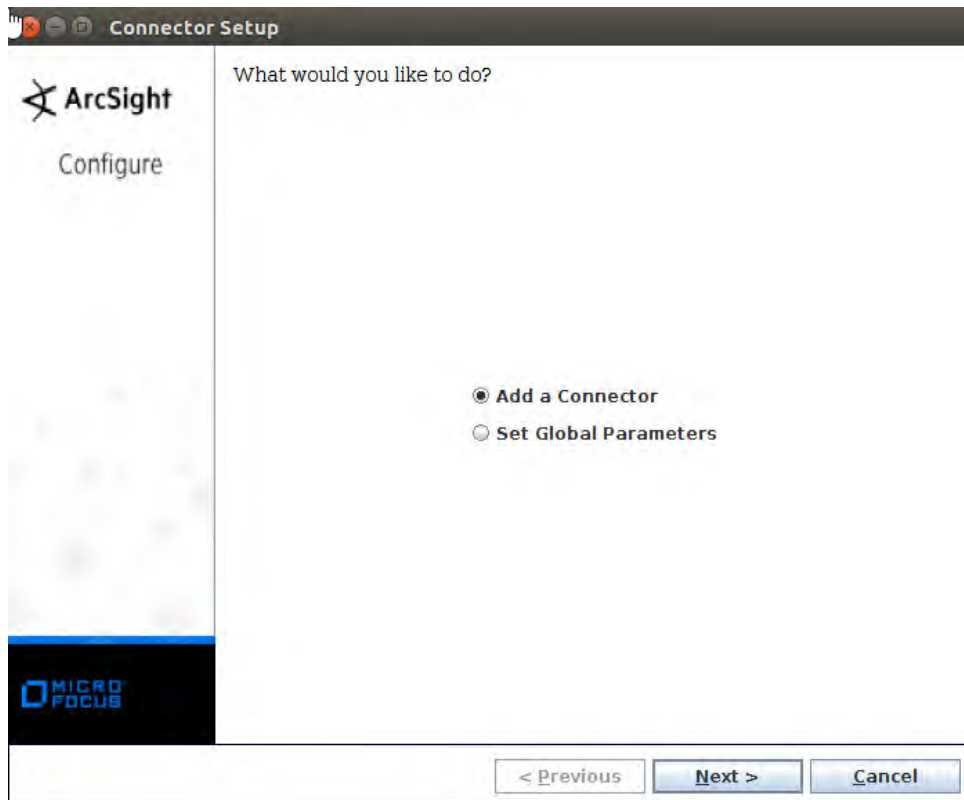 Connector Setup
What would you like to do?
ArcSight
Configure
Add a Connector
Set Global Parameters
MICRO
FOCUS
< Previous
Next >
Cancel